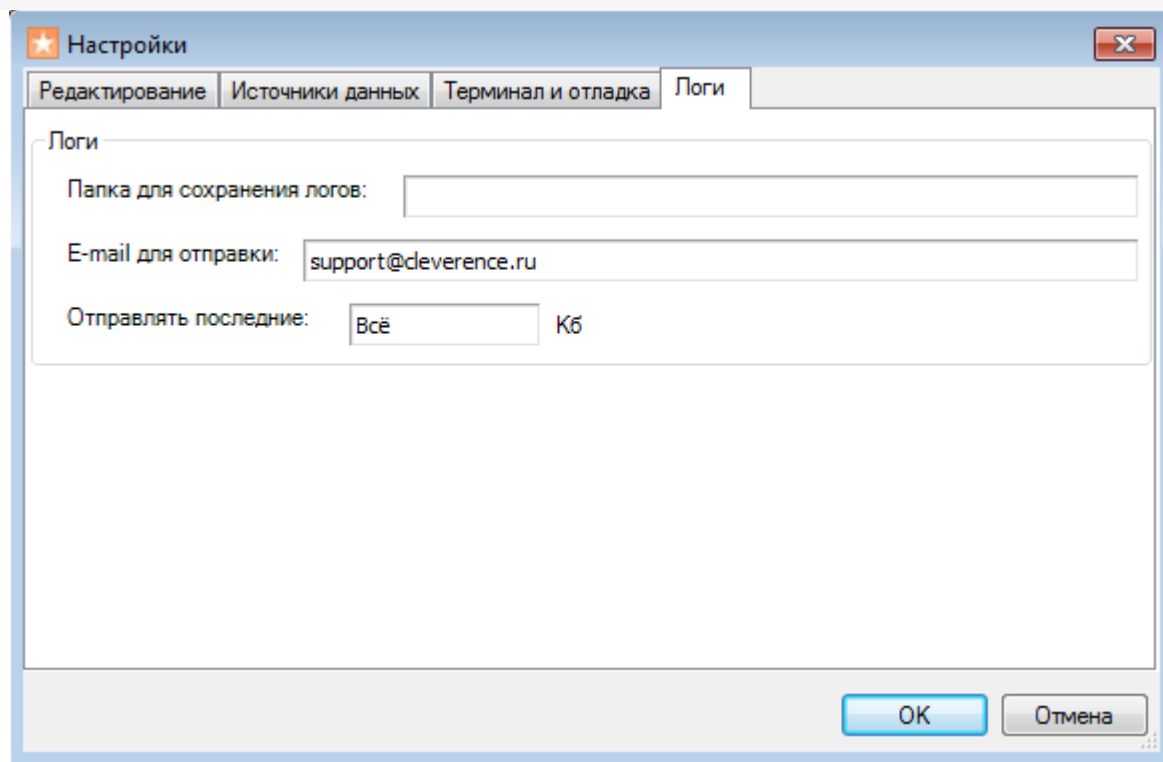 Настройки
Редактирование Источники данных Терминал и отладка Логи
Логи
Папка для сохранения логов:
E-mail для отправки: support@cleverence.ru
Отправлять последние: Всё Кб
OK Отмена